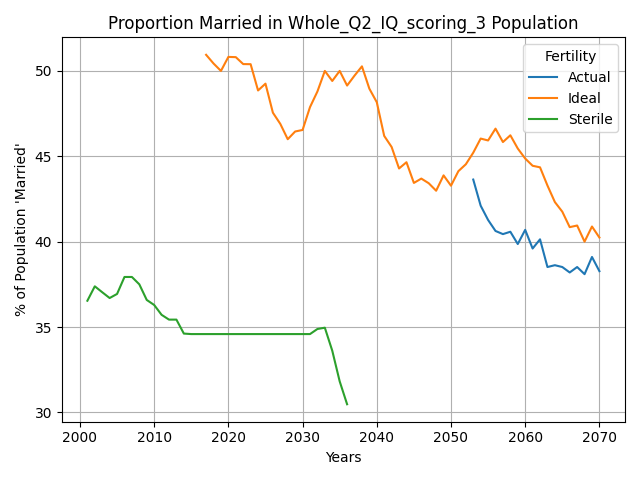 Proportion Married in Whole_Q2_IQ_scoring_3 Population
% of Population 'Married'
50
45
40
35
30
Fertility
Actual
Ideal
Sterile
2000 2010 2020 2030 2040 2050 2060 2070
Years